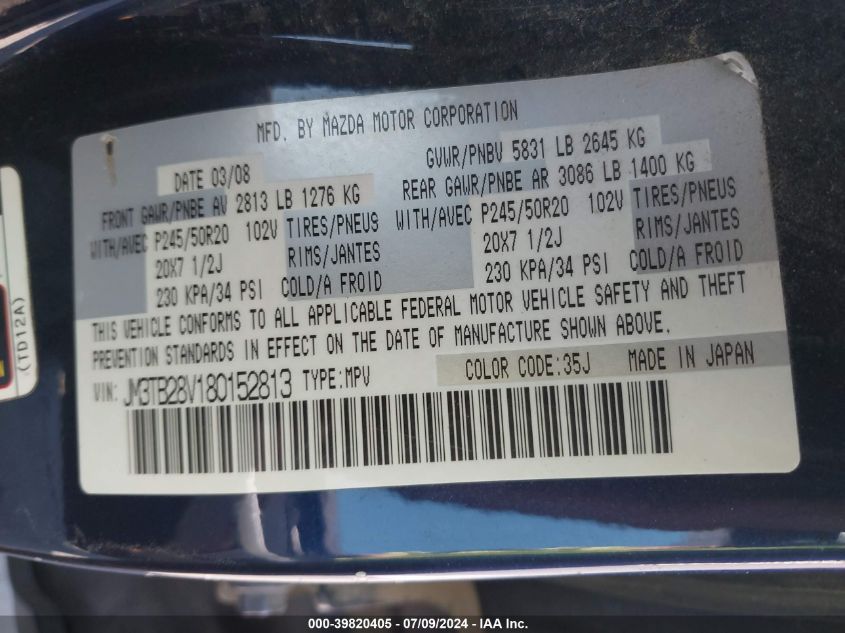 MFD. BY MAZDA MOTOR CORPORATION
DATE 03/08
GVWR/PNBV 5831 LB 2645 KG
FRONT GAWR/PNBE AV 2813 LB 1276 KG
REAR GAWR/PNBE AR 3086 LB 1400 KG
WITH/AVEC P245/50R20 102V TIRES/PNEUS
WITH/AVEC P245/50R20 102V TIRES/PNEUS
20X7 1/2J RIMS/JANTES
20X7 1/2J RIMS/JANTES
230 KPA/34 PSI COLD/A FROID
230 KPA/34 PSI COLD/A FROID
THIS VEHICLE CONFORMS TO ALL APPLICABLE FEDERAL MOTOR VEHICLE SAFETY AND THEFT
PREVENTION STANDARDS IN EFFECT ON THE DATE OF MANUFACTURE SHOWN ABOVE.
COLOR CODE:35J MADE IN JAPAN
VIN: JM3TB28V180152813 TYPE:MPV
(TD12A)
000-39820405 - 07/09/2024 - IAA Inc.